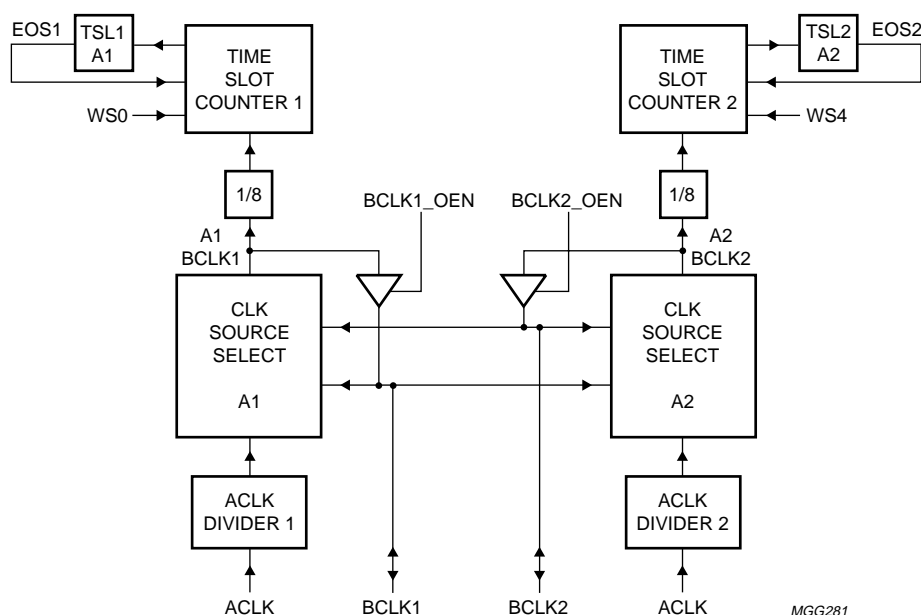 EOS1
TSL1
A1
TIME
SLOT
COUNTER 1
WS0
TIME
SLOT
COUNTER 2
TSL2
A2
EOS2
WS4
1/8
BCLK1_OEN
BCLK2_OEN
1/8
A1
BCLK1
A2
BCLK2
CLK
SOURCE
SELECT
A1
CLK
SOURCE
SELECT
A2
ACLK
DIVIDER 1
ACLK
DIVIDER 2
ACLK
BCLK1
BCLK2
ACLK
MGG281